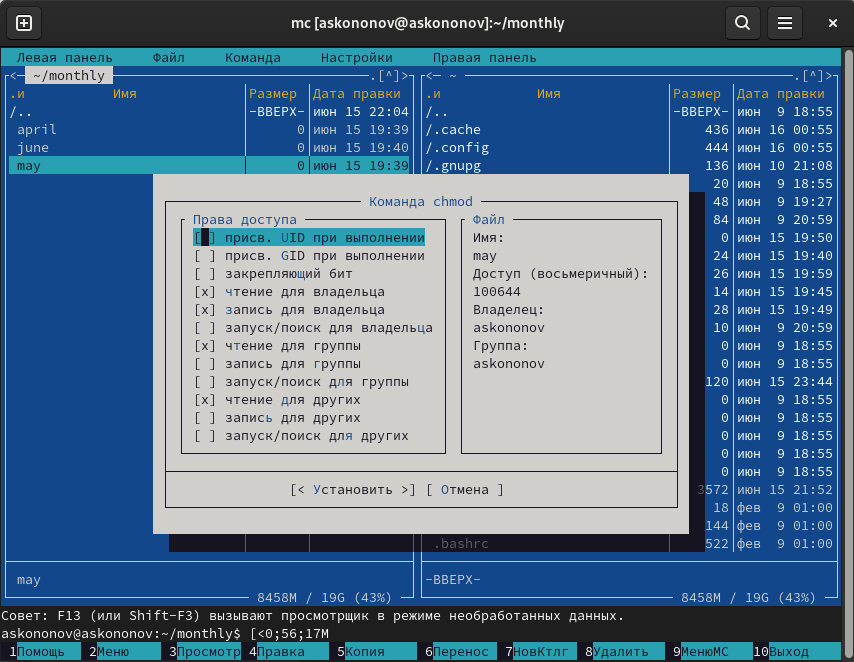 mc [askononov@askononov]:~/monthly
Левая панель Файл Команда Настройки Правая панель
<─ ~/monthly .[^]> <─ ~ .[^]>
.и Имя Размер Дата правки .и Имя Размер Дата правки
/.. -ВВЕРХ- июн 15 22:04 /.. -ВВЕРХ- июн 9 18:55
april 0 июн 15 19:39 /.cache 436 июн 16 00:55
june 0 июн 15 19:40 /.config 444 июн 16 00:55
may 0 июн 15 19:39 /.gnupg 136 июн 10 21:08
20 июн 9 18:55
Команда chmod 48 июн 9 19:27
Права доступа Файл 84 июн 9 20:59
[ ] присв. UID при выполнении Имя: 0 июн 15 19:50
[ ] присв. GID при выполнении may 24 июн 15 19:40
[ ] закрепляющий бит Доступ (восьмеричный): 26 июн 15 19:59
[x] чтение для владельца 100644 14 июн 15 19:45
[x] запись для владельца Владелец: 28 июн 15 19:49
[ ] запуск/поиск для владельца askononov 10 июн 9 20:59
[x] чтение для группы Группа: 0 июн 9 18:55
[ ] запись для группы askononov 0 июн 9 18:55
[ ] запуск/поиск для группы 120 июн 15 23:44
[x] чтение для других 0 июн 9 18:55
[ ] запись для других 0 июн 9 18:55
[ ] запуск/поиск для других 0 июн 9 18:55
0 июн 9 18:55
0 июн 9 18:55
[< Установить >] [ Отмена ] 3572 июн 15 21:52
18 фев 9 01:00
144 фев 9 01:00
.bashrc 522 фев 9 01:00
may -ВВЕРХ-
8458M / 19G (43%) 8458M / 19G (43%)
Совет: F13 (или Shift-F3) вызывают просмотрщик в режиме необработанных данных.
askononov@askononov:~/monthly$ [<0;56;17M
1Помощь 2Меню 3Просмотр 4Правка 5Копия 6Перенос 7НовКтлг 8Удалить 9МенюМС 10Выход